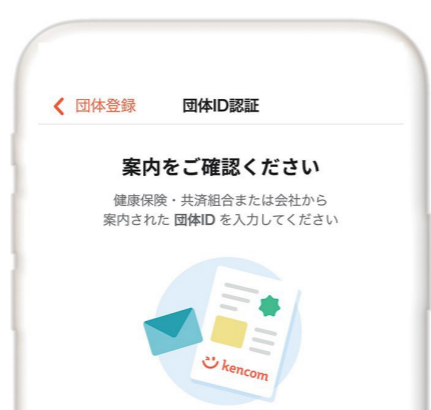 団体登録 団体ID認証
案内をご確認ください
健康保険・共済組合または会社から
案内された 団体ID を入力してください
kencom